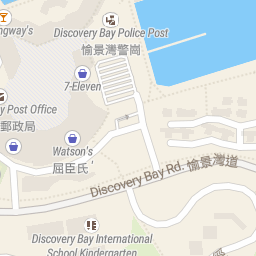 ngway's
Discovery Bay Police Post
愉景灣警崗
7-Eleven
y Post Office
郵政局
Watson's
屈臣氏
Discovery Bay Rd. 愉景灣道
Discovery Bay International
School Kindergarten